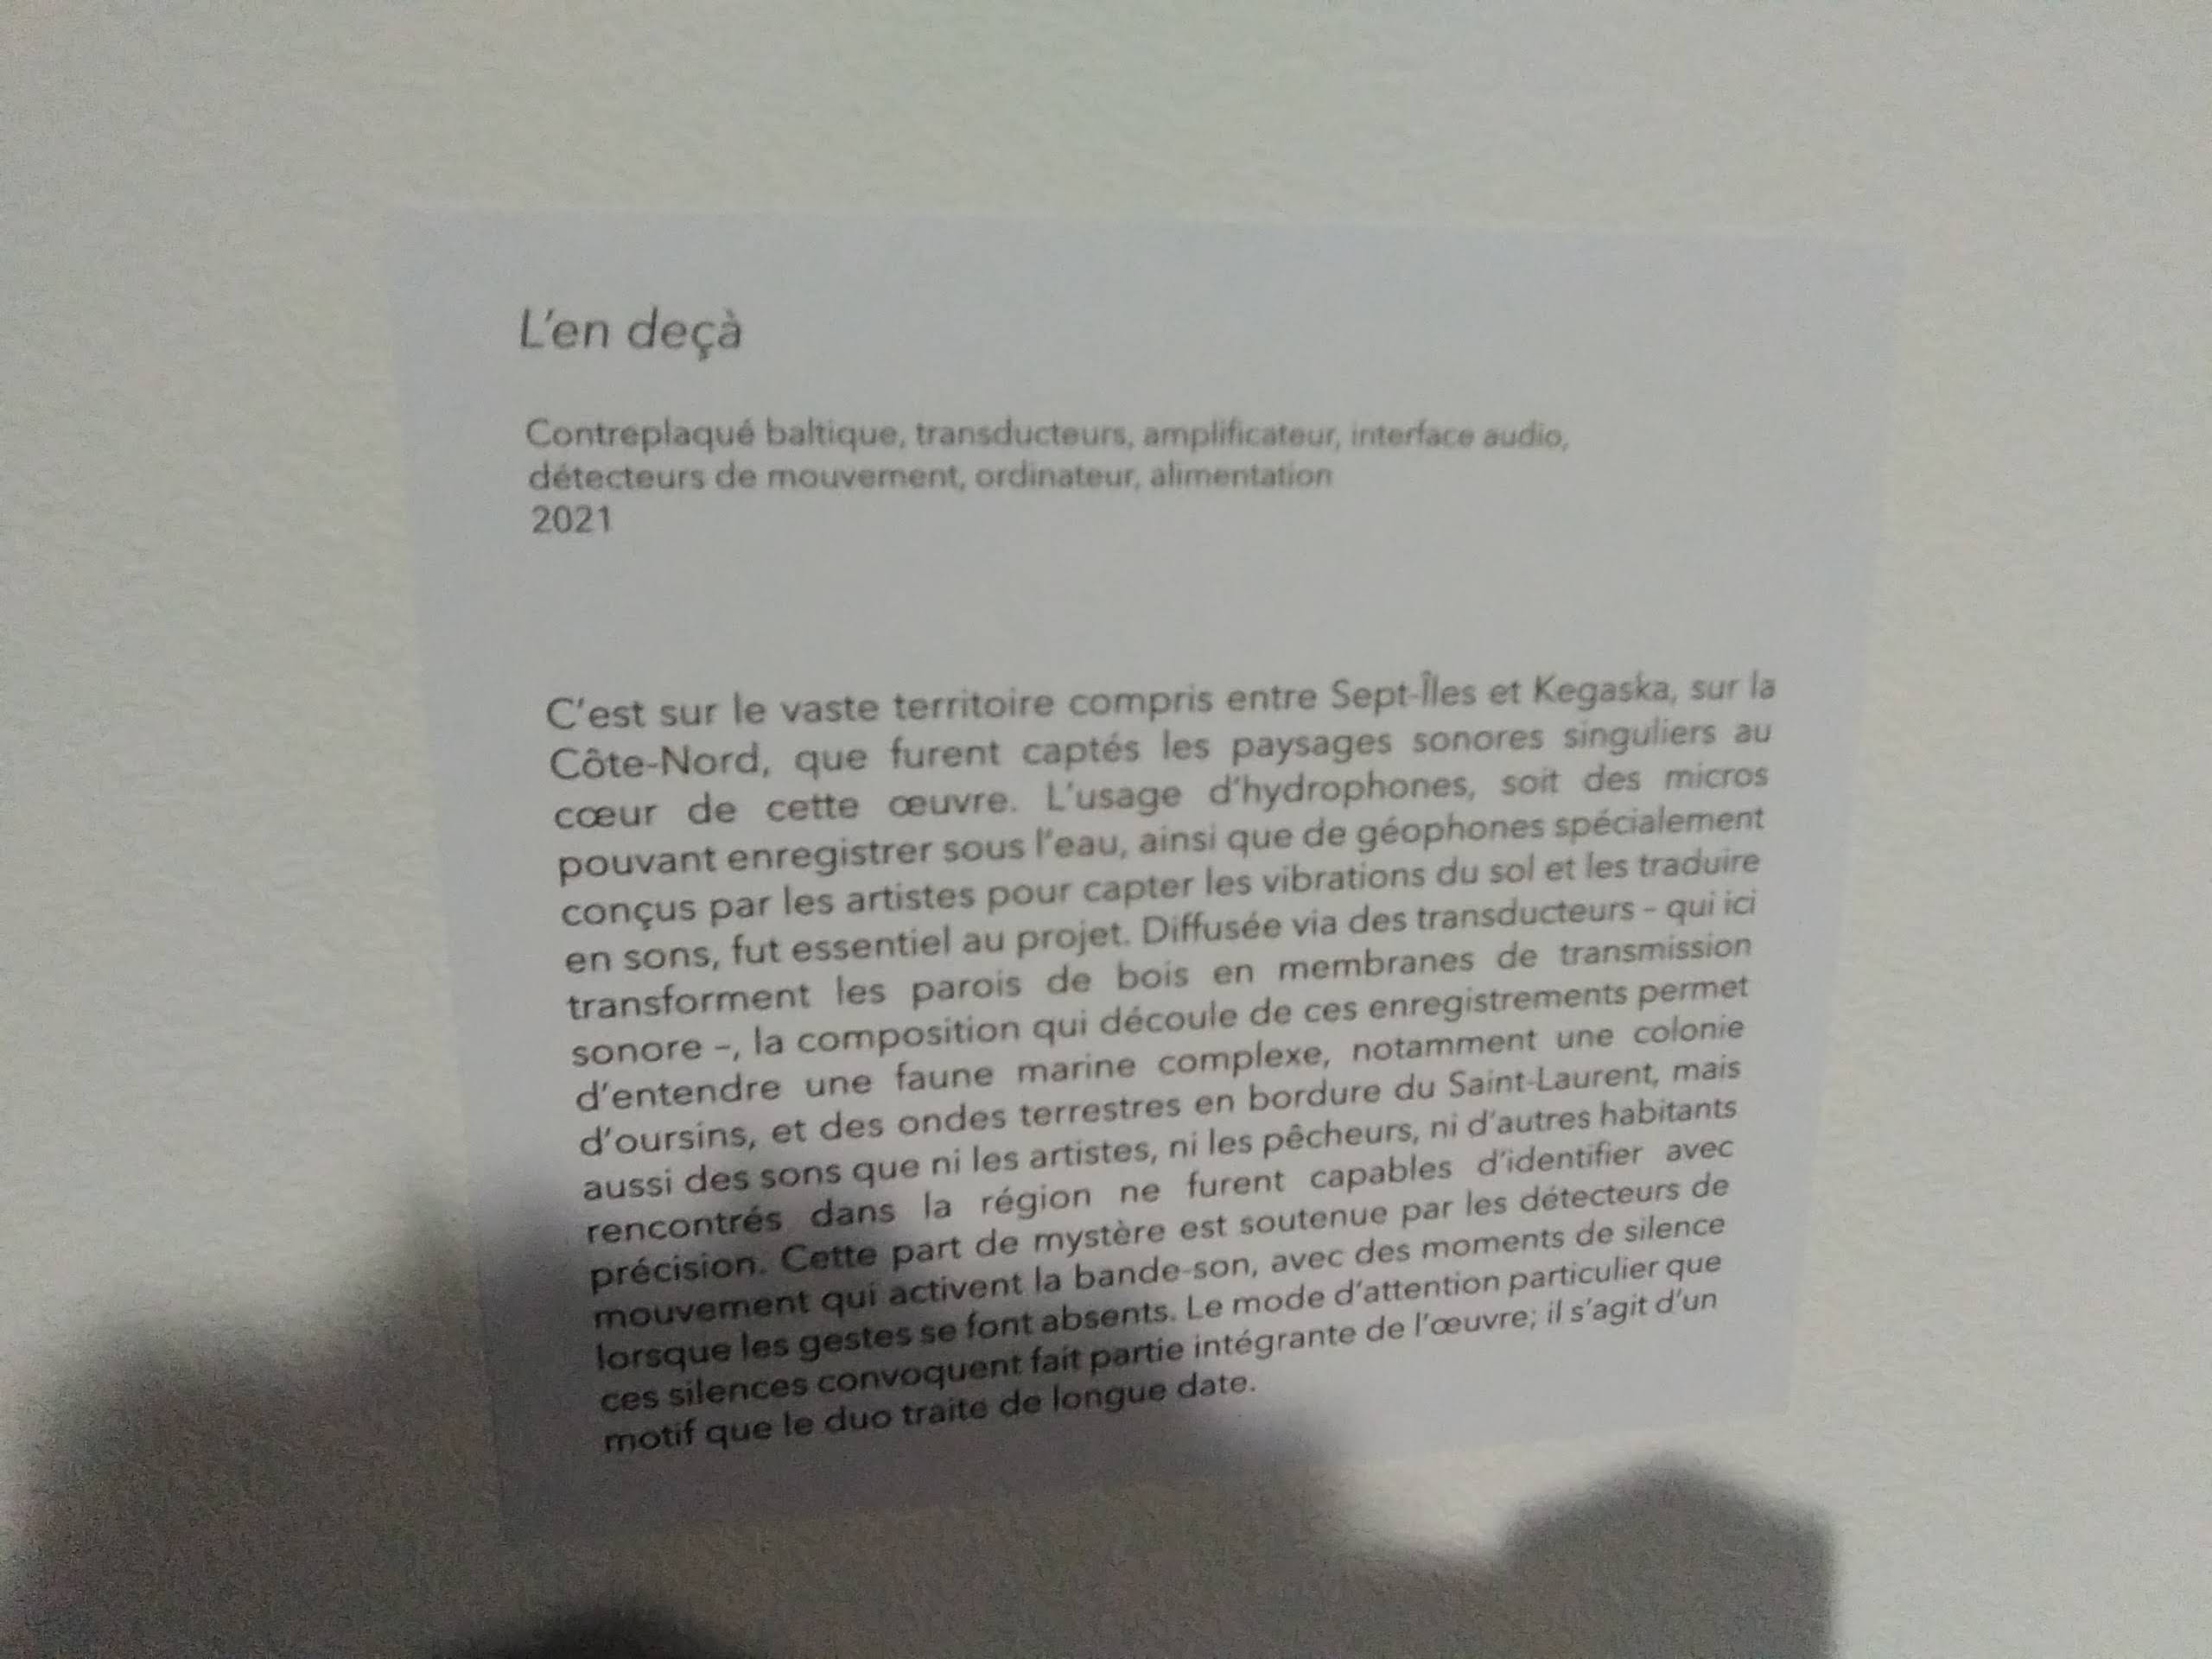 L'en deçà
Contreplaqué baltique, transducteurs, amplificateur, interface audio,
détecteurs de mouvement, ordinateur, alimentation
2021
C'est sur le vaste territoire compris entre Sept-Îles et Kegaska, sur la
Côte-Nord, que furent captés les paysages sonores singuliers au
cœur de cette œuvre. L'usage d'hydrophones, soit des micros
pouvant enregistrer sous l'eau, ainsi que de géophones spécialement
conçus par les artistes pour capter les vibrations du sol et les traduire
en sons, fut essentiel au projet. Diffusée via des transducteurs – qui ici
transforment les parois de bois en membranes de transmission
sonore –, la composition qui découle de ces enregistrements permet
d'entendre une faune marine complexe, notamment une colonie
d'oursins, et des ondes terrestres en bordure du Saint-Laurent, mais
aussi des sons que ni les artistes, ni les pêcheurs, ni d'autres habitants
rencontrés dans la région ne furent capables d'identifier avec
précision. Cette part de mystère est soutenue par les détecteurs de
mouvement qui activent la bande-son, avec des moments de silence
lorsque les gestes se font absents. Le mode d'attention particulier que
ces silences convoquent fait partie intégrante de l'œuvre; il s'agit d'un
motif que le duo traite de longue date.